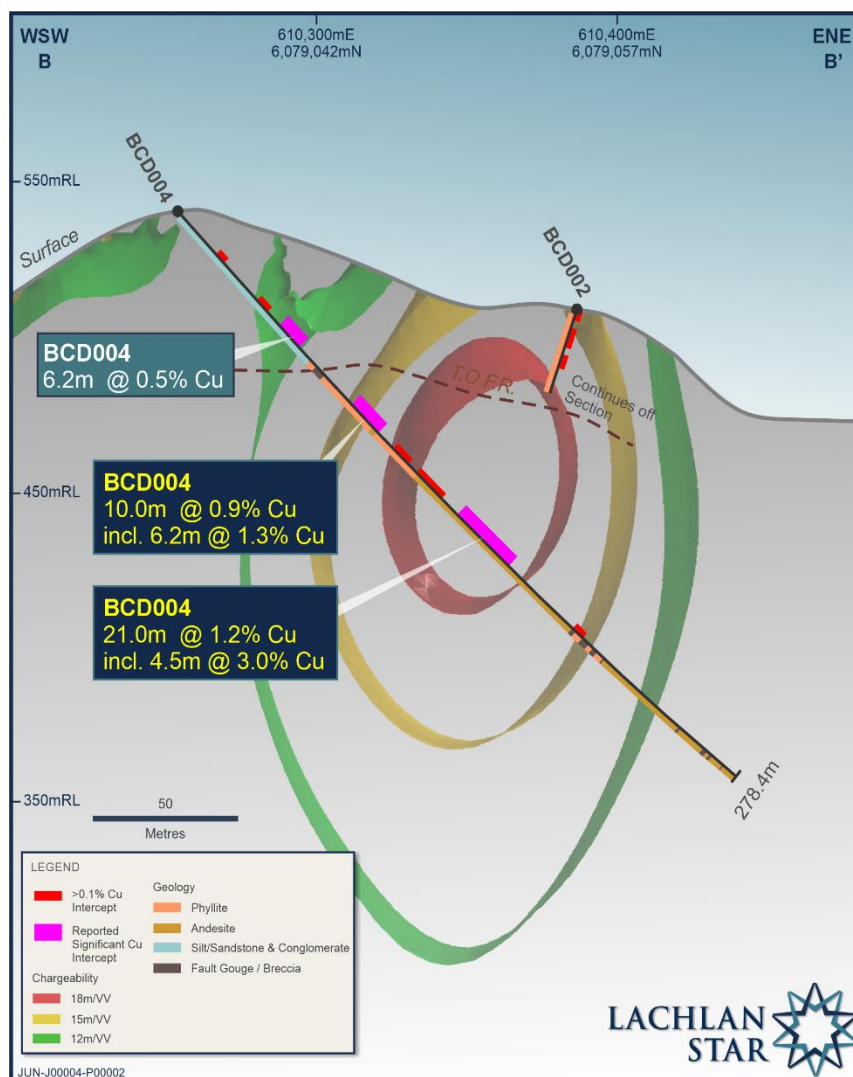 WSW
B
610,300mE
6,079,042mN
610,400mE
6,079,057mN
ENE
B’
550mRL
BCD004
Surface
BCD002
BCD004
6.2m @ 0.5% Cu
T.O.F.R.
Continues off
Section
450mRL
BCD004
10.0m @ 0.9% Cu
incl. 6.2m @ 1.3% Cu
BCD004
21.0m @ 1.2% Cu
incl. 4.5m @ 3.0% Cu
278.4m
350mRL
50
Metres
LEGEND
>0.1% Cu
Intercept
Reported
Significant Cu
Intercept
Chargeability
18m/VV
15m/VV
12m/VV
Geology
Phyllite
Andesite
Silt/Sandstone & Conglomerate
Fault Gouge / Breccia
LACHLAN
STAR
JUN-J00004-P00002